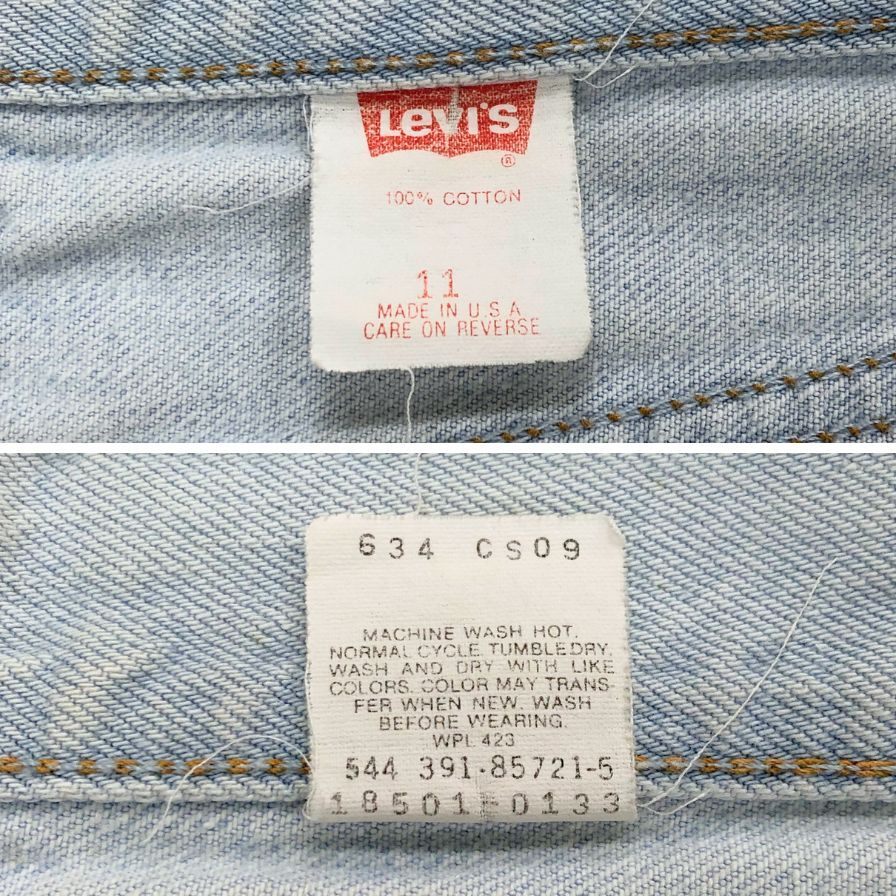 Levi's
®
100% COTTON
11
MADE IN U.S.A
CARE ON REVERSE
634 CS09
MACHINE WASH HOT.
NORMAL CYCLE. TUMBLE DRY.
WASH AND DRY WITH LIKE
COLORS. COLOR MAY TRANS-
FER WHEN NEW. WASH
BEFORE WEARING.
WPL 423
544 391-85721-5
18501-0133